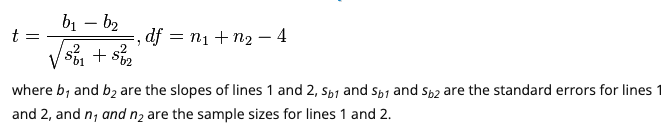 t = \frac{b_1 - b_2}{\sqrt{s_{b1}^2 + s_{b2}^2}}, df = n_1 + n_2 - 4
where b_1 and b_2 are the slopes of lines 1 and 2, s_{b1} and s_{b1} and s_{b2} are the standard errors for lines 1
and 2, and n_1 and n_2 are the sample sizes for lines 1 and 2.